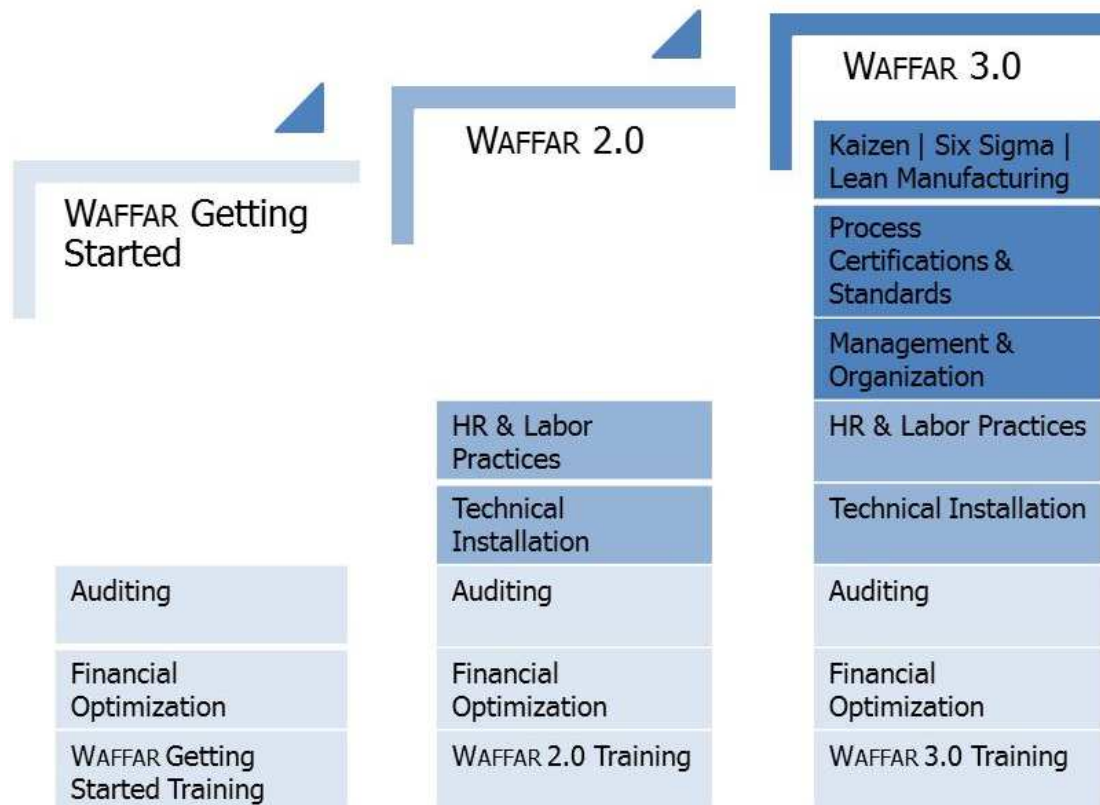 WAFFAR Getting
Started
Auditing
Financial
Optimization
WAFFAR Getting
Started Training
WAFFAR 2.0
HR & Labor
Practices
Technical
Installation
Auditing
Financial
Optimization
WAFFAR 2.0 Training
WAFFAR 3.0
Kaizen | Six Sigma |
Lean Manufacturing
Process
Certifications &
Standards
Management &
Organization
HR & Labor Practices
Technical Installation
Auditing
Financial
Optimization
WAFFAR 3.0 Training